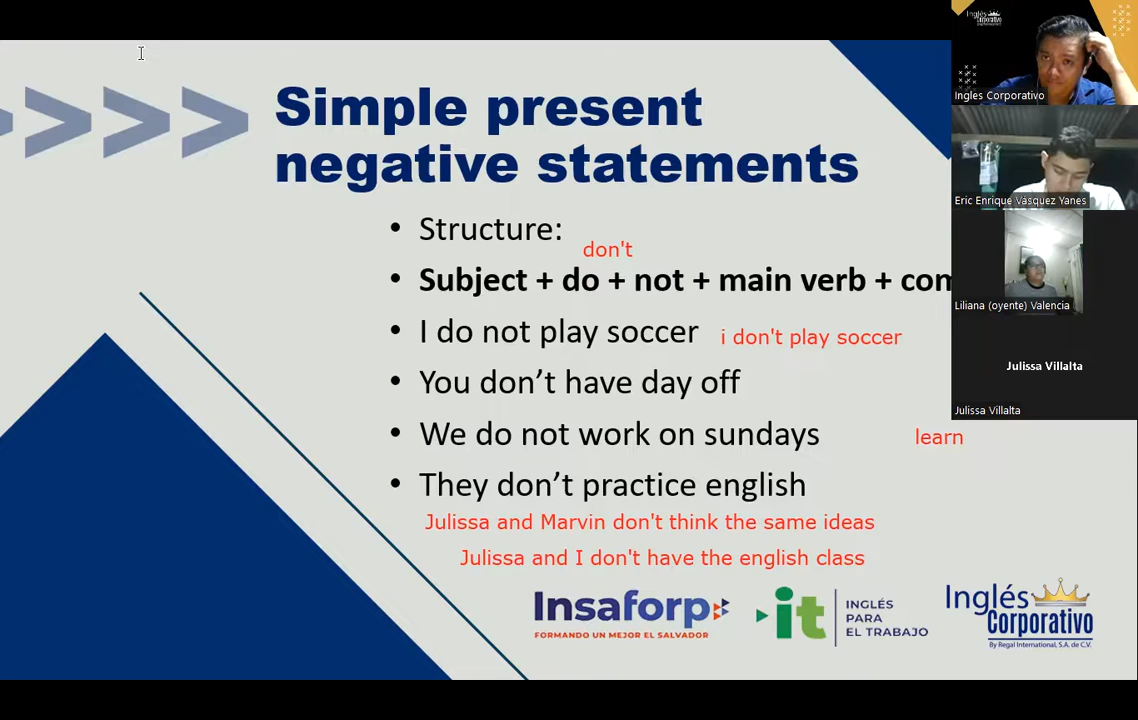 Simple present
negative statements
• Structure:
don't
• Subject + do + not + main verb + com
• I do not play soccer
i don't play soccer
• You don’t have day off
• We do not work on sundays
learn
• They don’t practice english
Julissa and Marvin don't think the same ideas
Julissa and I don't have the english class
Insaforp
FORMANDO UN MEJOR EL SALVADOR
it
INGLÉS
PARA
EL TRABAJO
Inglés
Corporativo
By Regal International, S.A. de C.V.
Inglés
Corporativo
Ingles Corporativo
Eric Enrique Vásquez Yanes
Liliana (oyente) Valencia
Julissa Villalta
Julissa Villalta